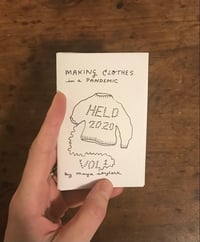 MAKING CLOTHES
in a PANDEMIC
HELD
2020
VOL 1
by maya